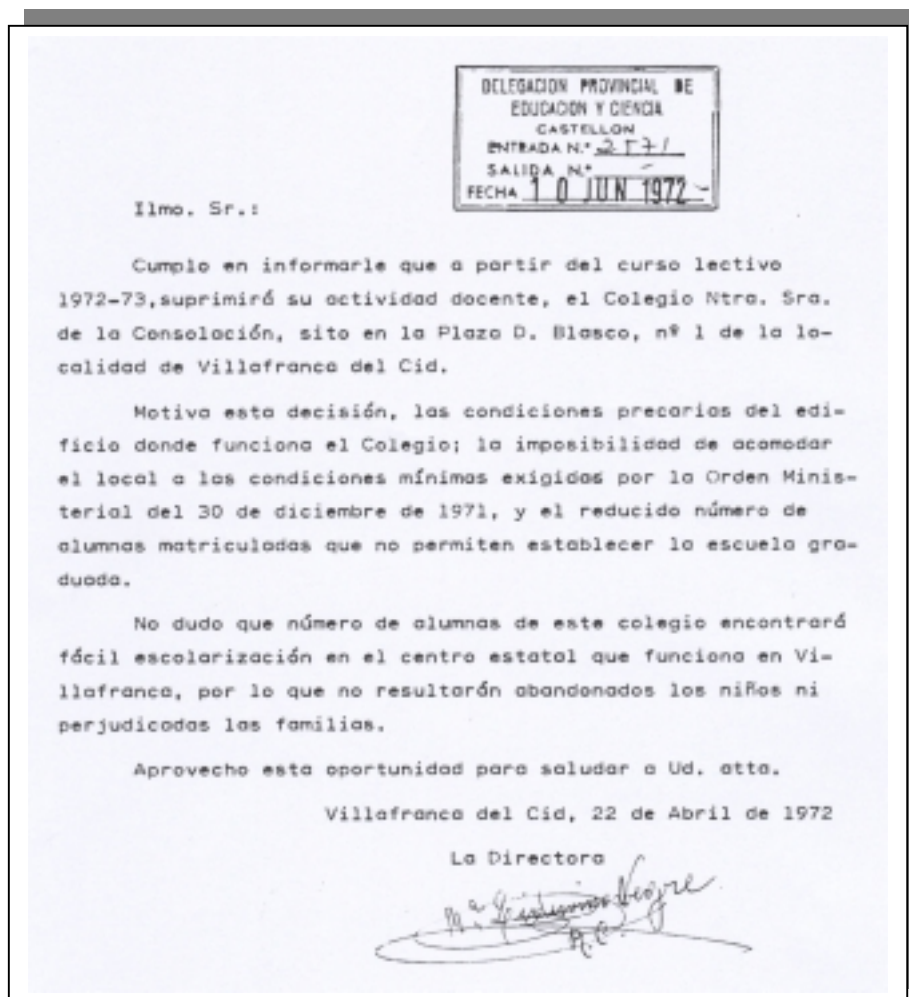 DELEGACION PROVINCIAL DE
EDUCACION Y CIENCIA
CASTELLON
ENTRADA N.º 2571
SALIDA N.º -
FECHA 10 JUN 1972
Ilmo. Sr.:
Cumplo en informarle que a partir del curso lectivo
1972-73,suprimirá su actividad docente, el Colegio Ntra. Sra.
de la Consolación, sito en la Plaza D. Blasco, nº 1 de la lo-
calidad de Villafranca del Cid.
Motiva esta decisión, las condiciones precarias del edi-
ficio donde funciona el Colegio; la imposibilidad de acomodar
el local a las condiciones mínimas exigidas por la Orden Minis-
terial del 30 de diciembre de 1971, y el reducido número de
alumnas matriculadas que no permiten establecer la escuela gra-
duada.
No dudo que número de alumnas de este colegio encontrará
fácil escolarización en el centro estatal que funciona en Vi-
llafranca, por lo que no resultarán abandonados los niños ni
perjudicadas las familias.
Aprovecho esta oportunidad para saludar a Ud. atta.
Villafranca del Cid, 22 de Abril de 1972
La Directora
Mª Negre